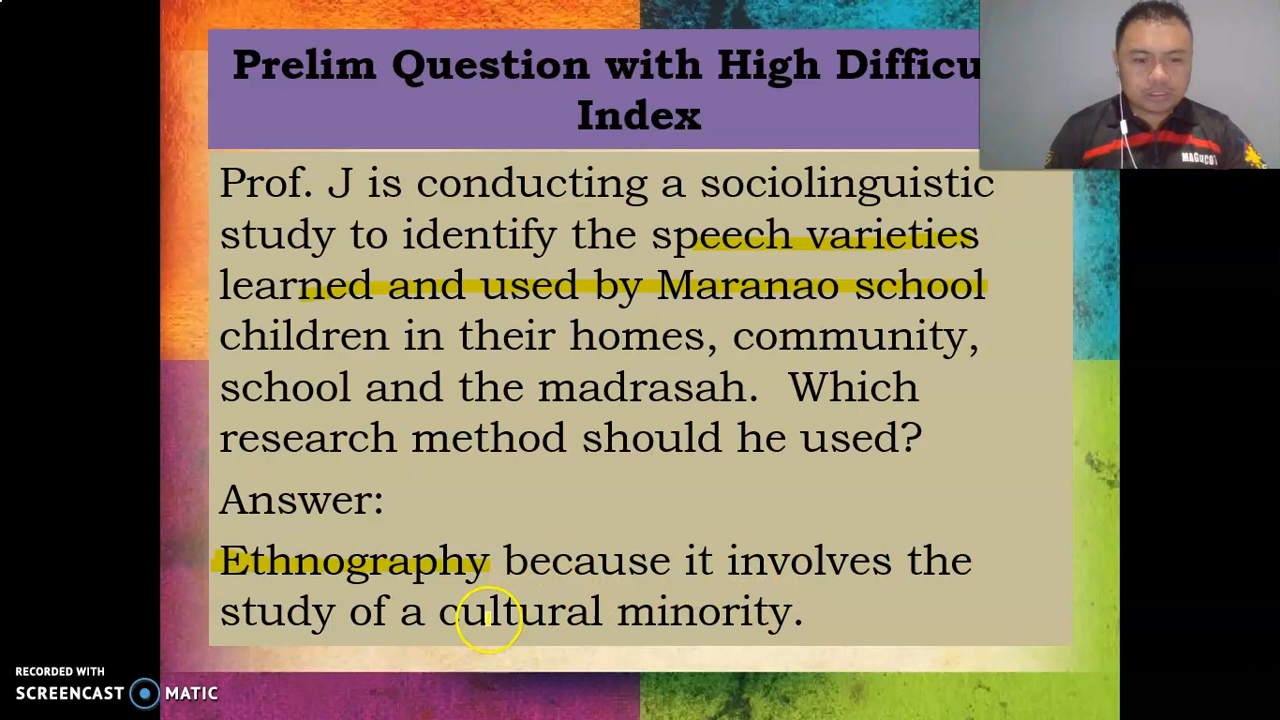 Prelim Question with High Difficu
Index
Prof. J is conducting a sociolinguistic
study to identify the speech varieties
learned and used by Maranao school
children in their homes, community,
school and the madrasah. Which
research method should he used?
Answer:
Ethnography because it involves the
study of a cultural minority.
MAGUCOT
RECORDED WITH
SCREENCAST MATIC